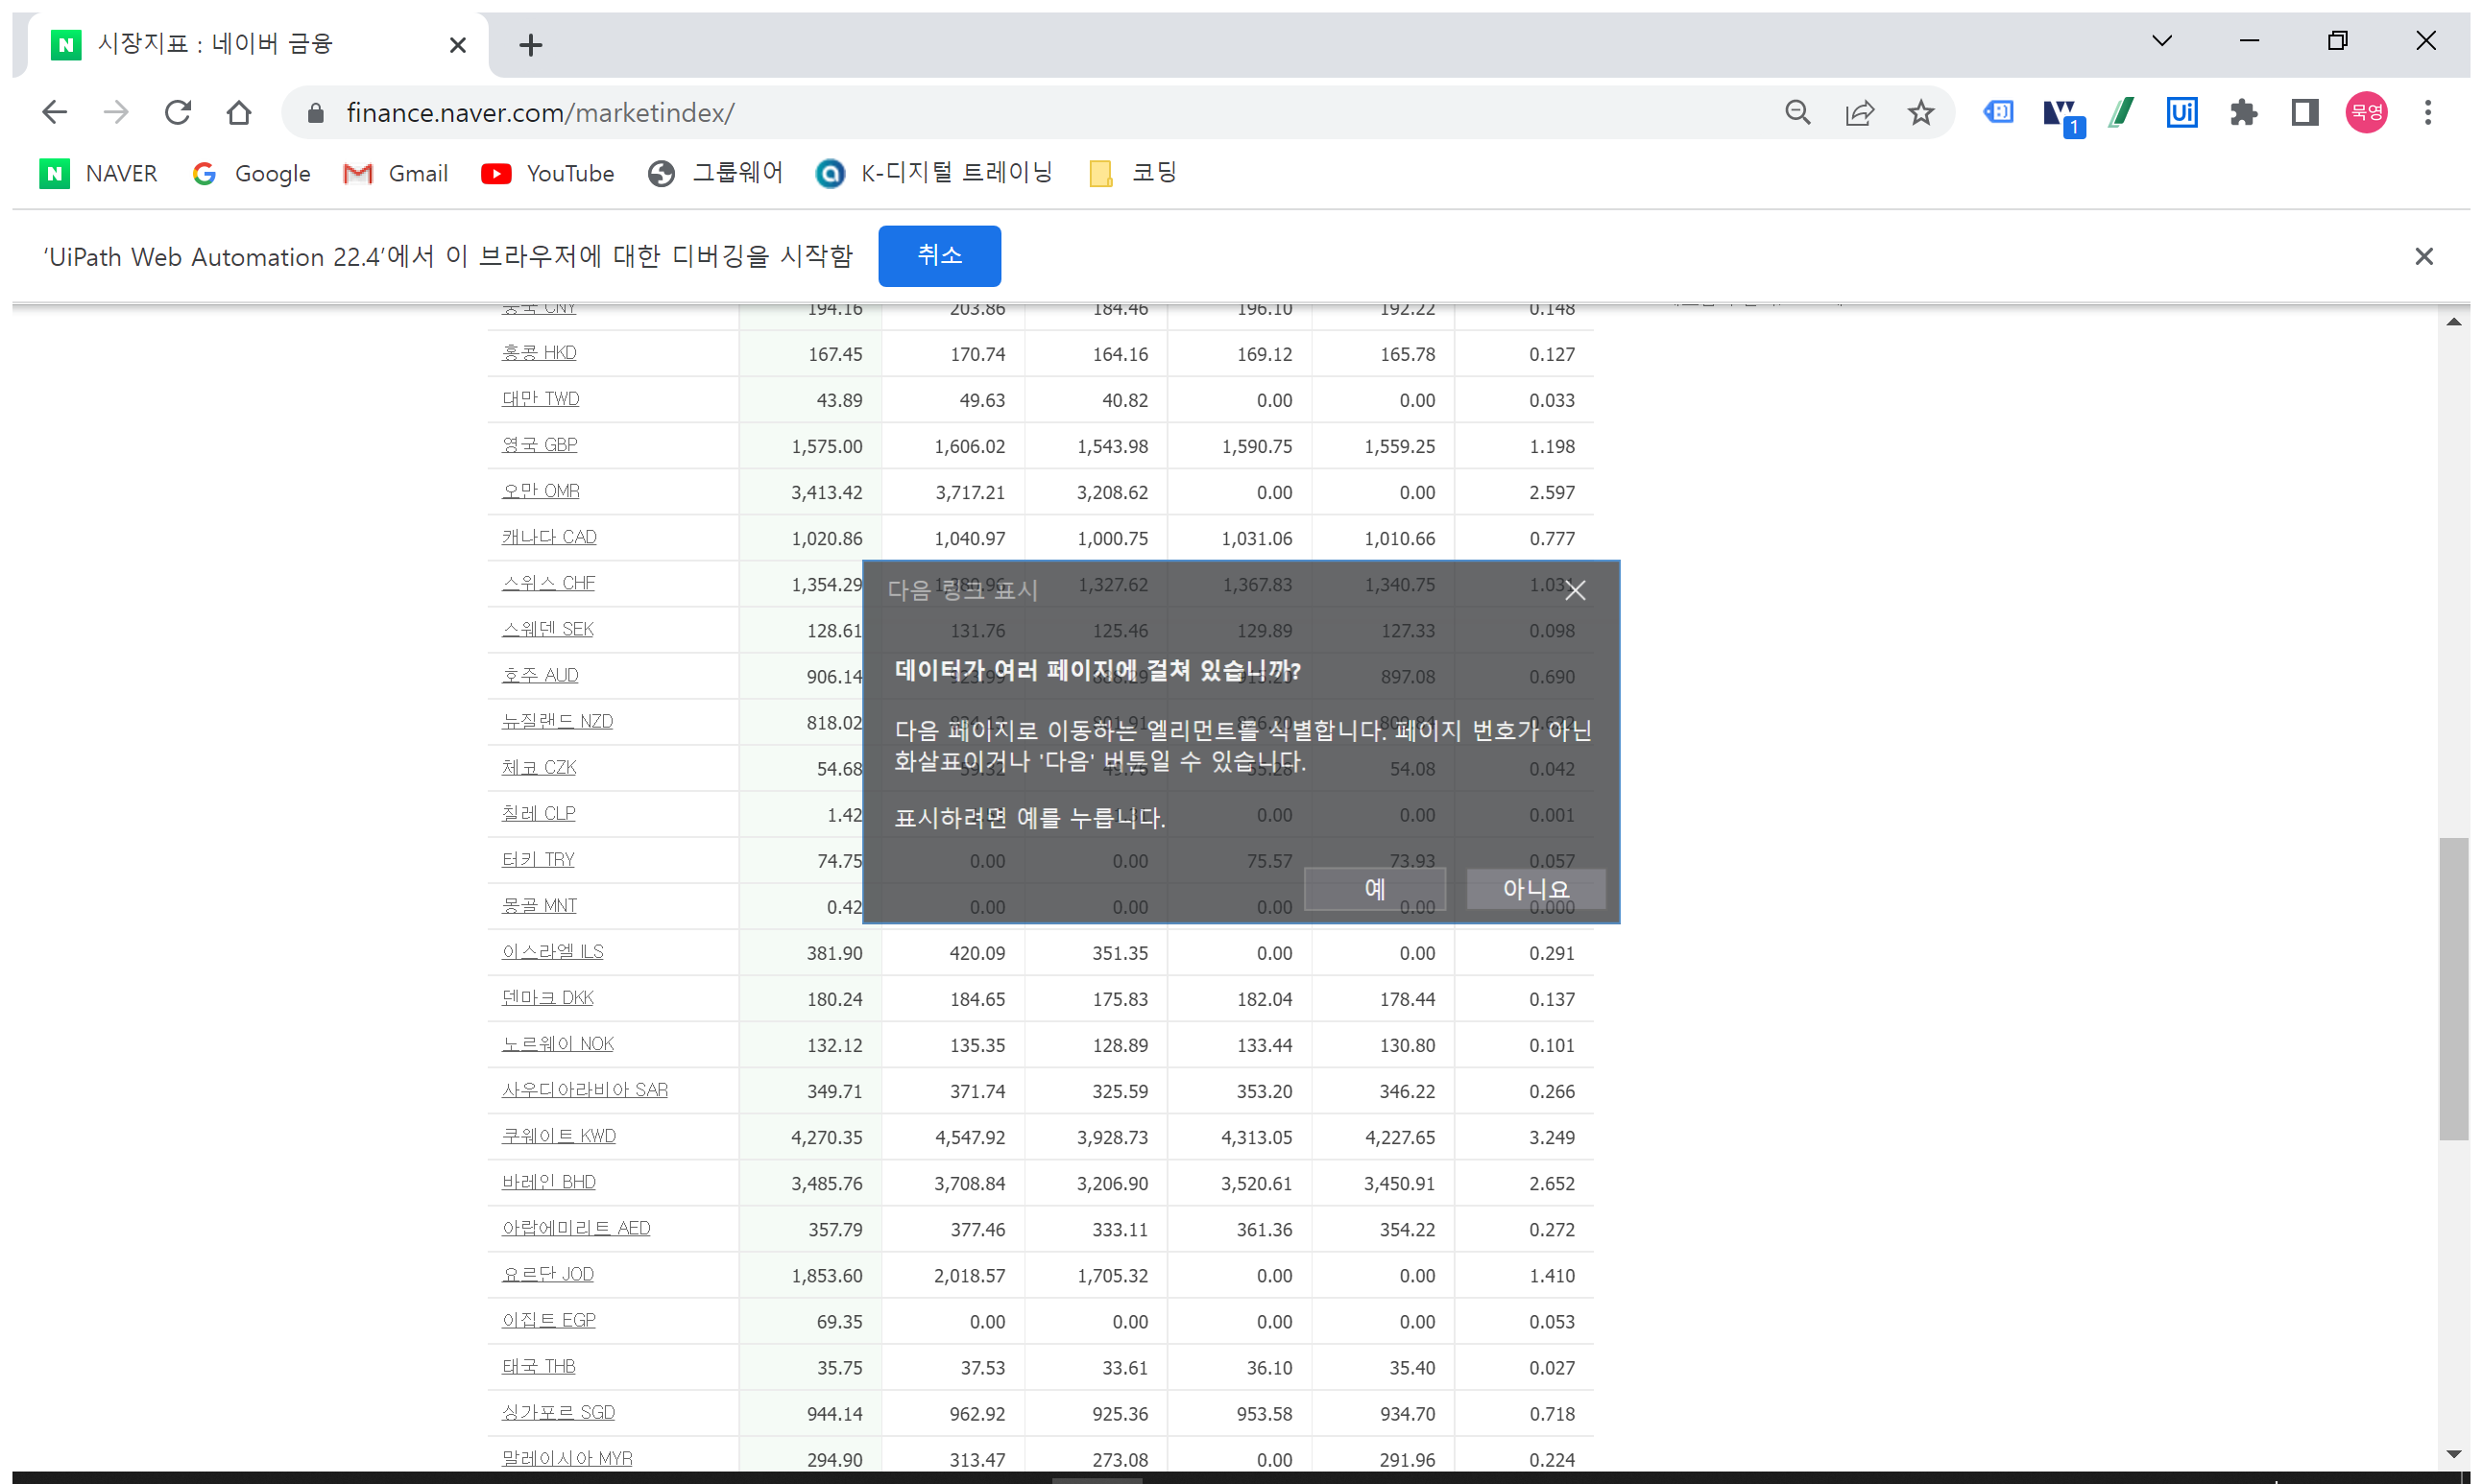 시장지표 : 네이버 금융
finance.naver.com/marketindex/
1
묵영
NAVER Google Gmail YouTube 그룹웨어 K-디지털 트레이닝 코딩
'UiPath Web Automation 22.4'에서 이 브라우저에 대한 디버깅을 시작함 취소
중국 CNY 194.16 203.86 184.46 196.10 192.22 0.148
홍콩 HKD 167.45 170.74 164.16 169.12 165.78 0.127
대만 TWD 43.89 49.63 40.82 0.00 0.00 0.033
영국 GBP 1,575.00 1,606.02 1,543.98 1,590.75 1,559.25 1.198
오만 OMR 3,413.42 3,717.21 3,208.62 0.00 0.00 2.597
캐나다 CAD 1,020.86 1,040.97 1,000.75 1,031.06 1,010.66 0.777
스위스 CHF 1,354.29 1,380.96 1,327.62 1,367.83 1,340.75 1.031
다음 링크 표시
스웨덴 SEK 128.61 131.76 125.46 129.89 127.33 0.098
데이터가 여러 페이지에 걸쳐 있습니까?
호주 AUD 906.14 897.08 0.690
뉴질랜드 NZD 818.02
다음 페이지로 이동하는 엘리먼트를 식별합니다. 페이지 번호가 아닌
화살표이거나 '다음' 버튼일 수 있습니다.
체코 CZK 54.68 54.08 0.042
칠레 CLP 1.42 0.00 0.00 0.001
표시하려면 예를 누릅니다.
터키 TRY 74.75 0.00 0.00 75.57 73.93 0.057
예 아니요
몽골 MNT 0.42 0.00 0.00 0.00 0.00 0.000
이스라엘 ILS 381.90 420.09 351.35 0.00 0.00 0.291
덴마크 DKK 180.24 184.65 175.83 182.04 178.44 0.137
노르웨이 NOK 132.12 135.35 128.89 133.44 130.80 0.101
사우디아라비아 SAR 349.71 371.74 325.59 353.20 346.22 0.266
쿠웨이트 KWD 4,270.35 4,547.92 3,928.73 4,313.05 4,227.65 3.249
바레인 BHD 3,485.76 3,708.84 3,206.90 3,520.61 3,450.91 2.652
아랍에미리트 AED 357.79 377.46 333.11 361.36 354.22 0.272
요르단 JOD 1,853.60 2,018.57 1,705.32 0.00 0.00 1.410
이집트 EGP 69.35 0.00 0.00 0.00 0.00 0.053
태국 THB 35.75 37.53 33.61 36.10 35.40 0.027
싱가포르 SGD 944.14 962.92 925.36 953.58 934.70 0.718
말레이시아 MYR 294.90 313.47 273.08 0.00 291.96 0.224